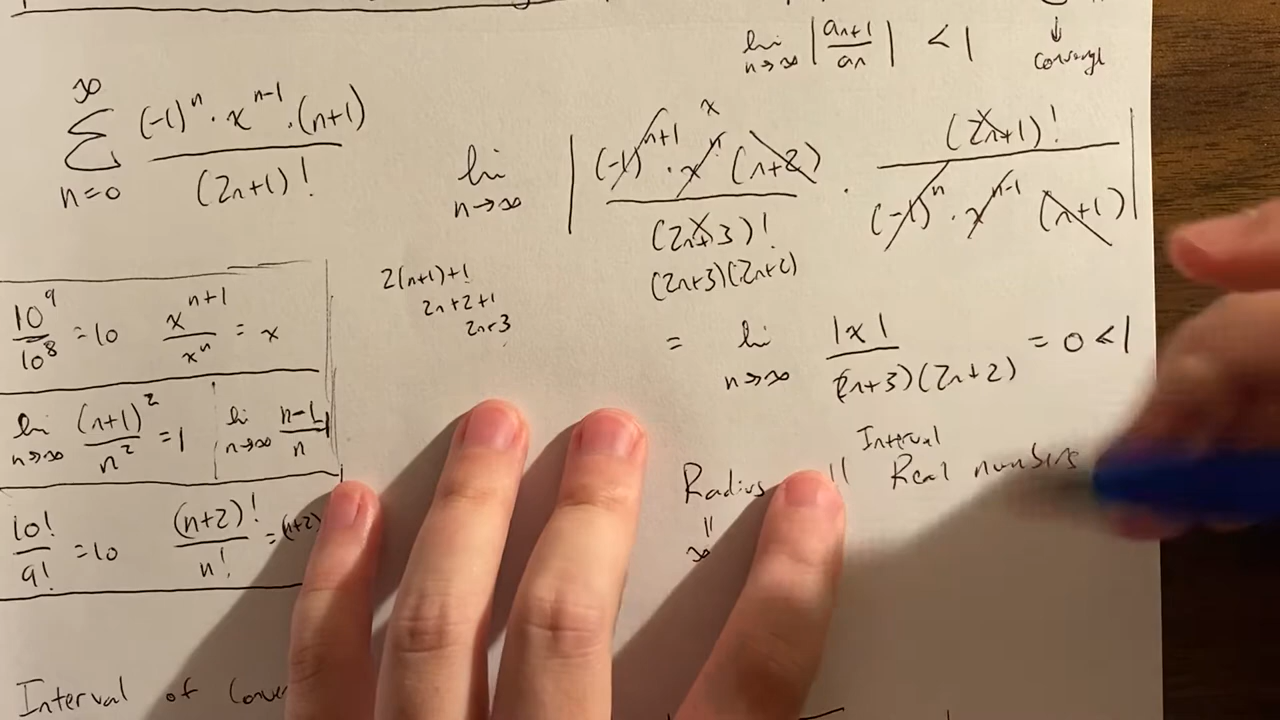 lim n→∞ |an+1/an| < 1
↓
converge
∞ Σ n=0 (-1)^n · x^(n-1) · (n+1) / (2n+1)!
lim n→∞ | (-1)^(n+1) · x^n (n+2) / (2n+3)! · (2n+1)! / (-1)^n · x^(n-1) (n+1) |
x
(2n+3)(2n+2)
2(n+1)+1
2n+2+1
2n+3
= lim n→∞ |x| / (2n+3)(2n+2) = 0 < 1
10^9/10^8 = 10 x^(n+1)/x^n = x
lim n→∞ (n+1)^2/n^2 = 1 lim n→∞ n-1/n
10!/9! = 10 (n+2)!/n! = (n+2)
Interval
Radius Real numbers
||
∞
Interval of